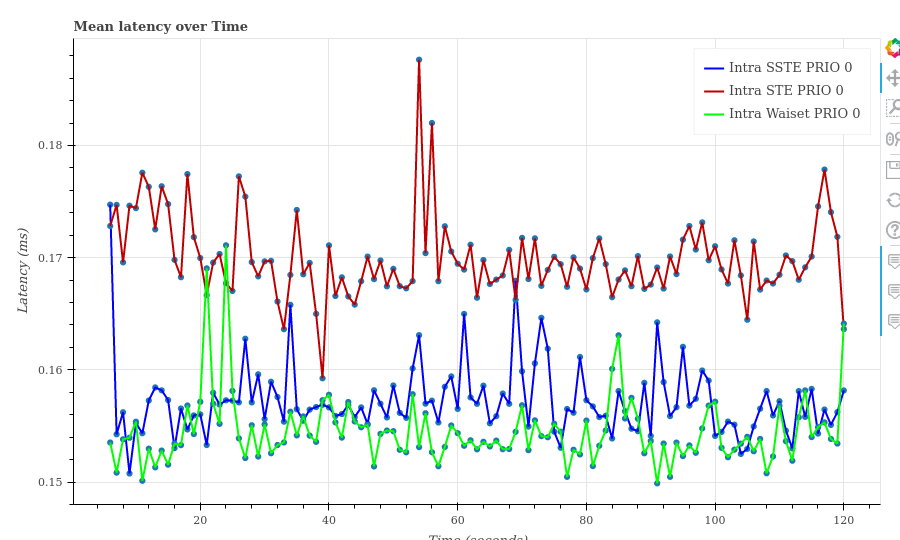 Mean latency over Time
Intra SSTE PRIO 0
Intra STE PRIO 0
Intra Waiset PRIO 0
Latency (ms)
0.18
0.17
0.16
0.15
20
40
60
80
100
120
Time (seconds)